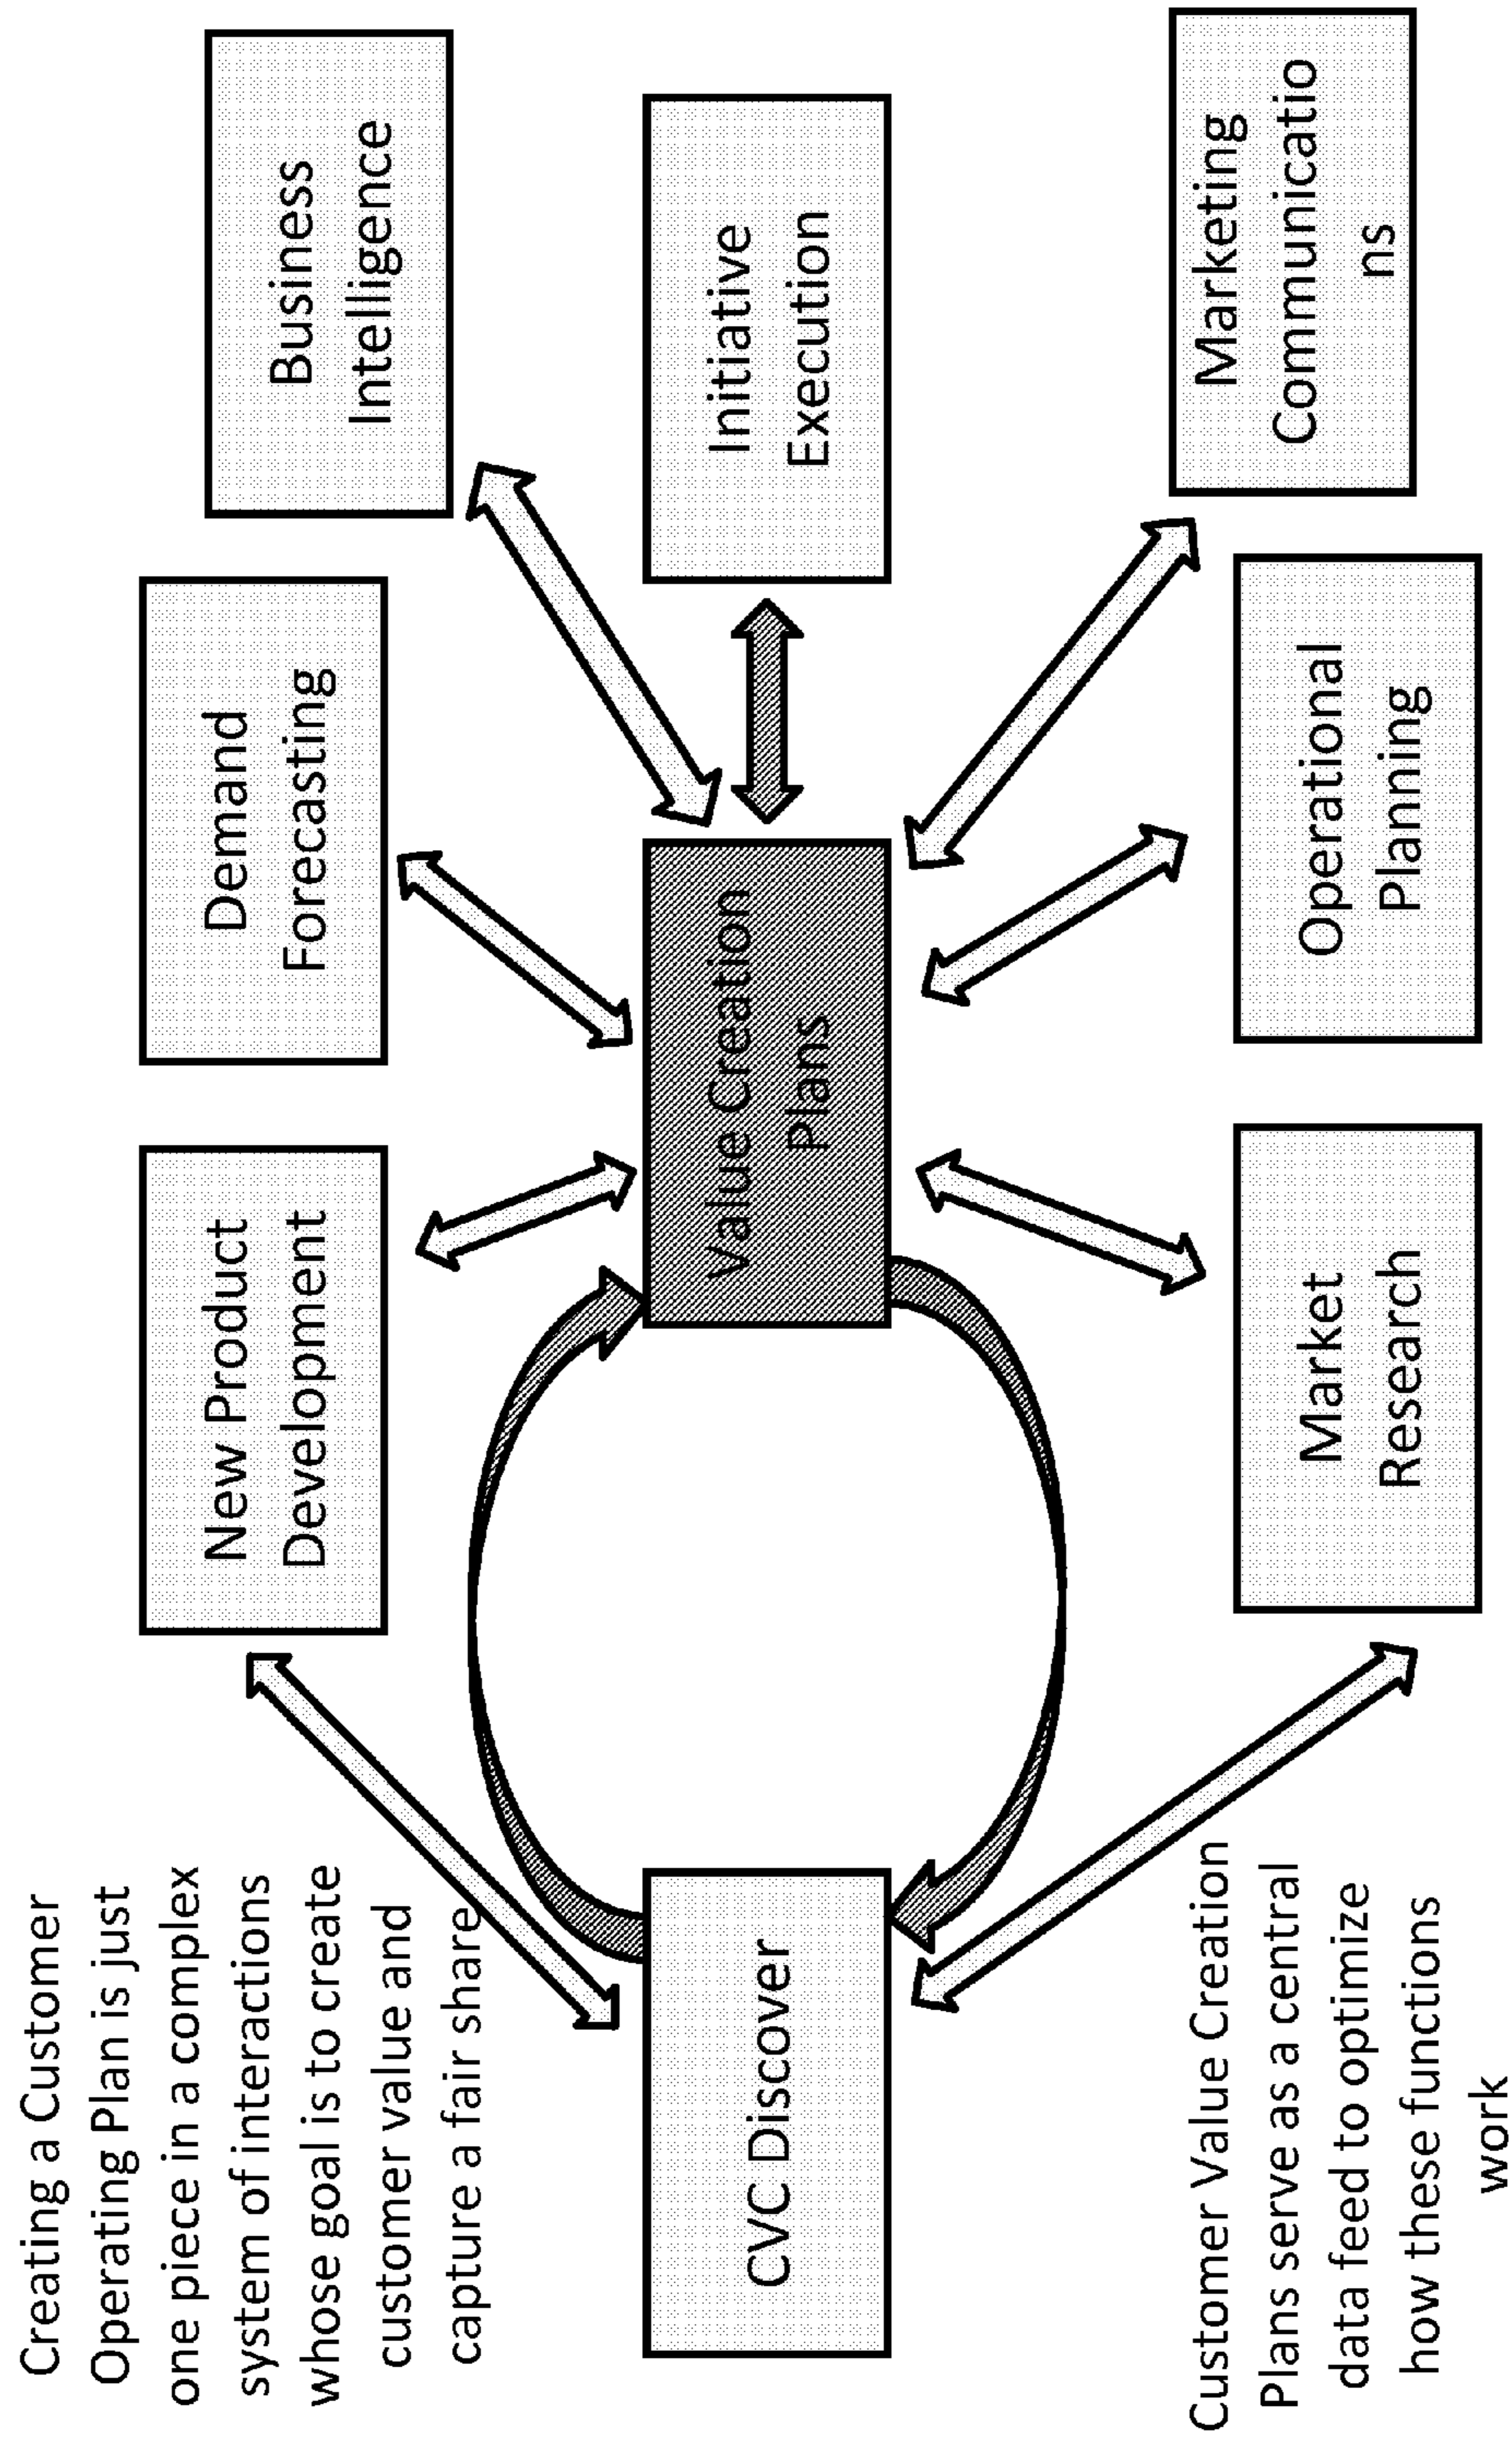 Creating a Customer
Operating Plan is just
one piece in a complex
system of interactions
whose goal is to create
customer value and
capture a fair share
New Product
Development
Demand
Forecasting
Business
Intelligence
CVC Discover
Value Creation
Plans
Initiative
Execution
Customer Value Creation
Plans serve as a central
data feed to optimize
how these functions
work
Market
Research
Operational
Planning
Marketing
Communicatio
ns